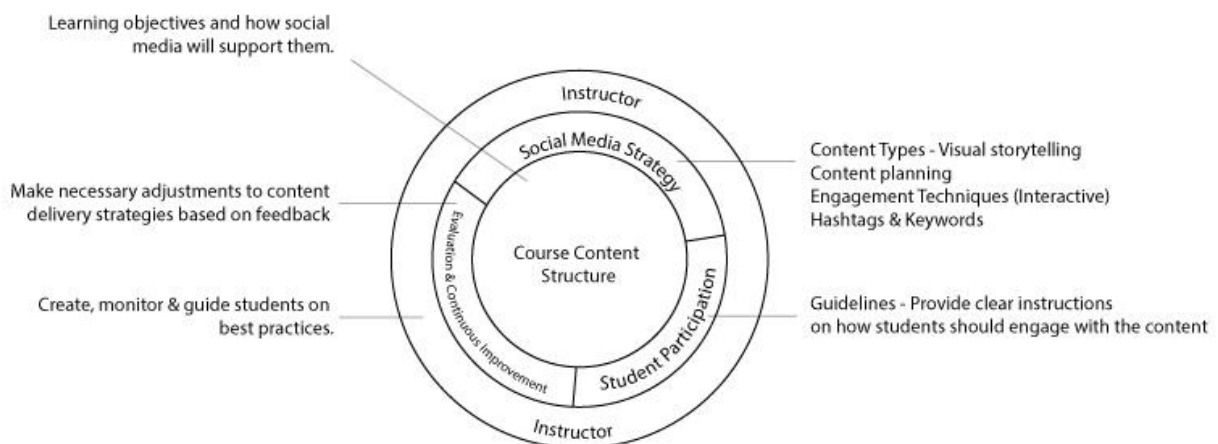 Learning objectives and how social
media will support them.
Instructor
Social Media Strategy
Content Types - Visual storytelling
Content planning
Engagement Techniques (Interactive)
Hashtags & Keywords
Make necessary adjustments to content
delivery strategies based on feedback
Evaluation & Continuous Improvement
Course Content
Structure
Student Participation
Create, monitor & guide students on
best practices.
Guidelines - Provide clear instructions
on how students should engage with the content
Instructor